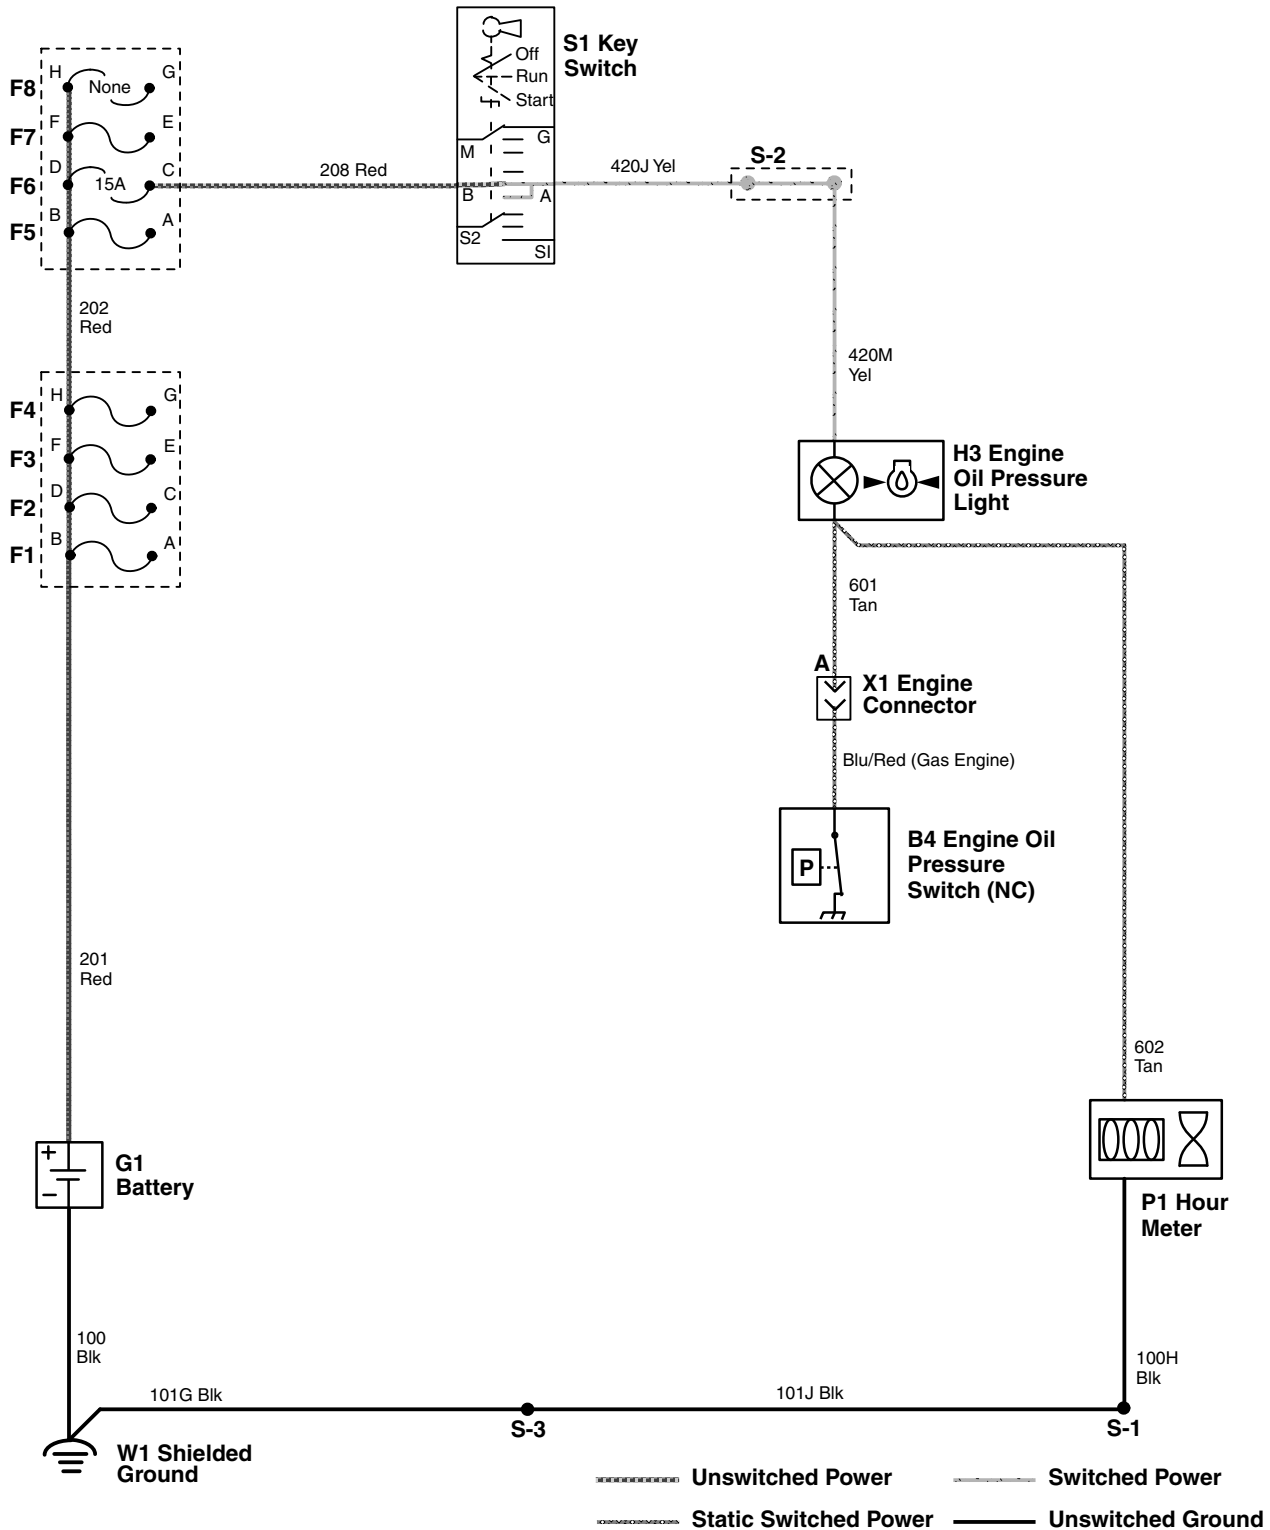 S1 Key
Switch
Off
Run
Start
M
G
B
A
S2
SI
F8
H
None
G
F7
F
E
F6
D
15A
C
F5
B
A
208 Red
420J Yel
S-2
202
Red
420M
Yel
F4
H
G
F3
F
E
F2
D
C
F1
B
A
H3 Engine
Oil Pressure
Light
601
Tan
A
X1 Engine
Connector
Blu/Red (Gas Engine)
P
B4 Engine Oil
Pressure
Switch (NC)
201
Red
602
Tan
+
−
G1
Battery
000
P1 Hour
Meter
100
Blk
100H
Blk
101G Blk
101J Blk
S-3
S-1
W1 Shielded
Ground
Unswitched Power
Switched Power
Static Switched Power
Unswitched Ground